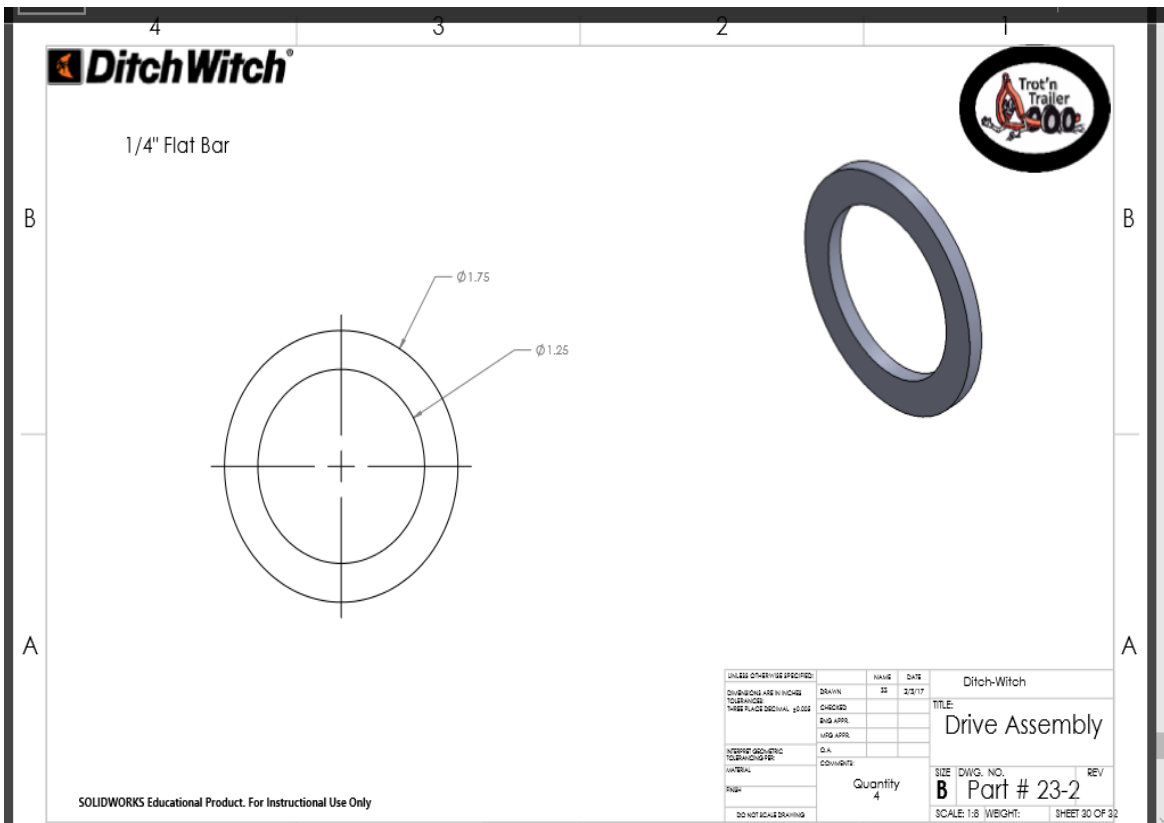 4 3 2 1
DitchWitch®
Trot'n
Trailer
1/4" Flat Bar
B B
Ø1.75
Ø1.25
A A
UNLESS OTHERWISE SPECIFIED:
DIMENSIONS ARE IN INCHES
TOLERANCES:
THREE PLACE DECIMAL ±0.005
INTERPRET GEOMETRIC
TOLERANCING PER:
MATERIAL
FINISH
DO NOT SCALE DRAWING
NAME DATE
DRAWN SS 2/3/17
CHECKED
ENG APPR.
MFG APPR.
Q.A.
COMMENTS:
Quantity
4
Ditch-Witch
TITLE:
Drive Assembly
SIZE DWG. NO. REV
B Part # 23-2
SCALE: 1:8 WEIGHT: SHEET 30 OF 32
SOLIDWORKS Educational Product. For Instructional Use Only